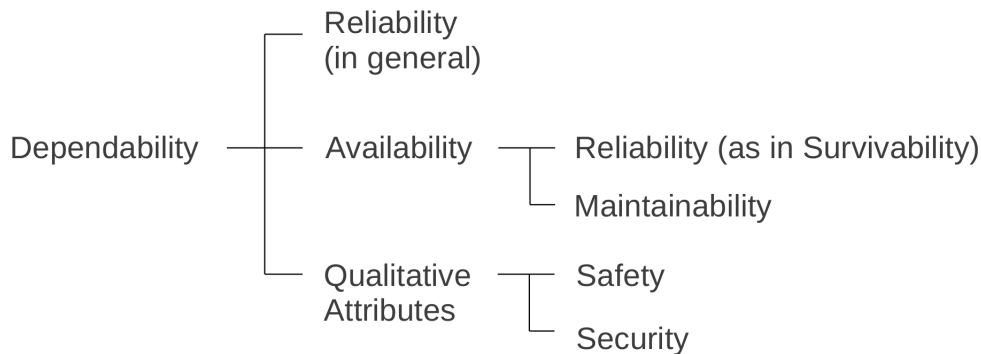 Reliability
(in general)
Dependability
Availability
Reliability (as in Survivability)
Maintainability
Qualitative
Attributes
Safety
Security